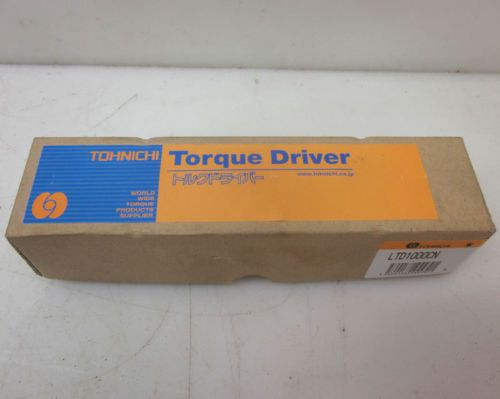 TOHNICHI
Torque Driver
トルクドライバー
www.tohnichi.co.jp
WORLD
WIDE
TORQUE
PRODUCTS
SUPPLIER
TOHNICHI
LTD1000CN